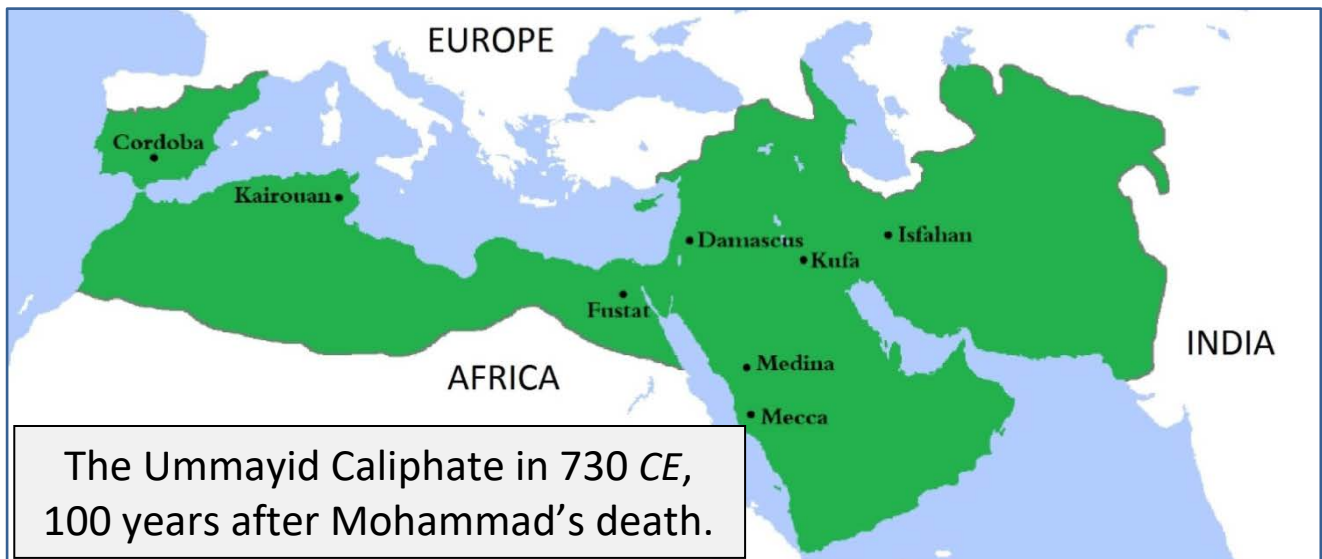 EUROPE
Cordoba
Kairouan
Damascus
Isfahan
Kufa
Fustat
INDIA
Medina
AFRICA
Mecca
The Ummayid Caliphate in 730 CE,
100 years after Mohammad’s death.